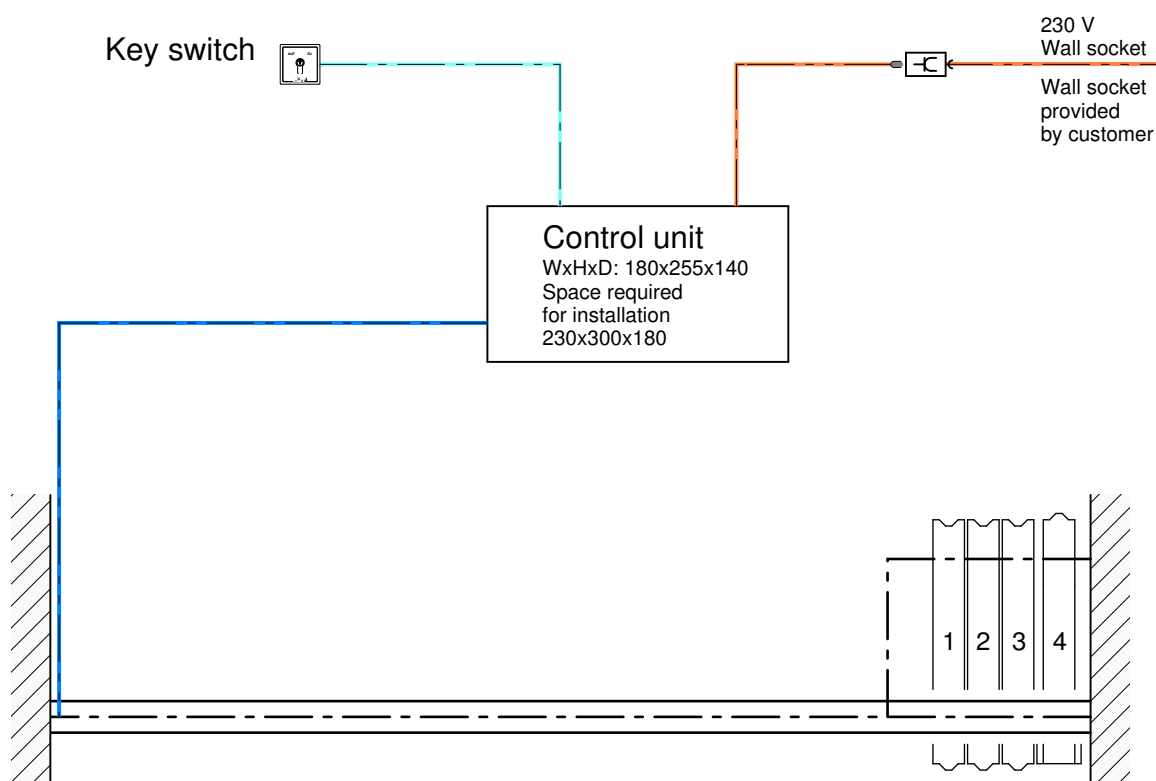 Key switch
230 V
Wall socket
Wall socket
provided
by customer
Control unit
WxHxD: 180x255x140
Space required
for installation
230x300x180
1 2 3 4